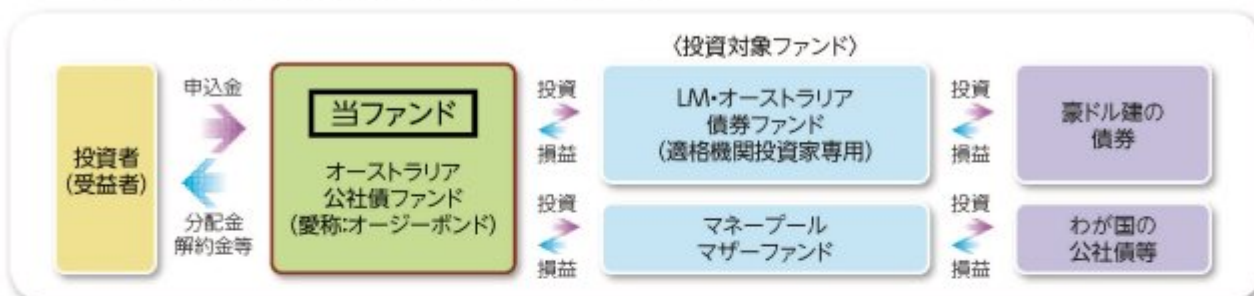 〈投資対象ファンド〉
投資者
(受益者)
申込金
分配金
解約金等
当ファンド
オーストラリア
公社債ファンド
(愛称:オージーボンド)
投資
損益
投資
損益
LM・オーストラリア
債券ファンド
(適格機関投資家専用)
マネープール
マザーファンド
投資
損益
投資
損益
豪ドル建の
債券
わが国の
公社債等